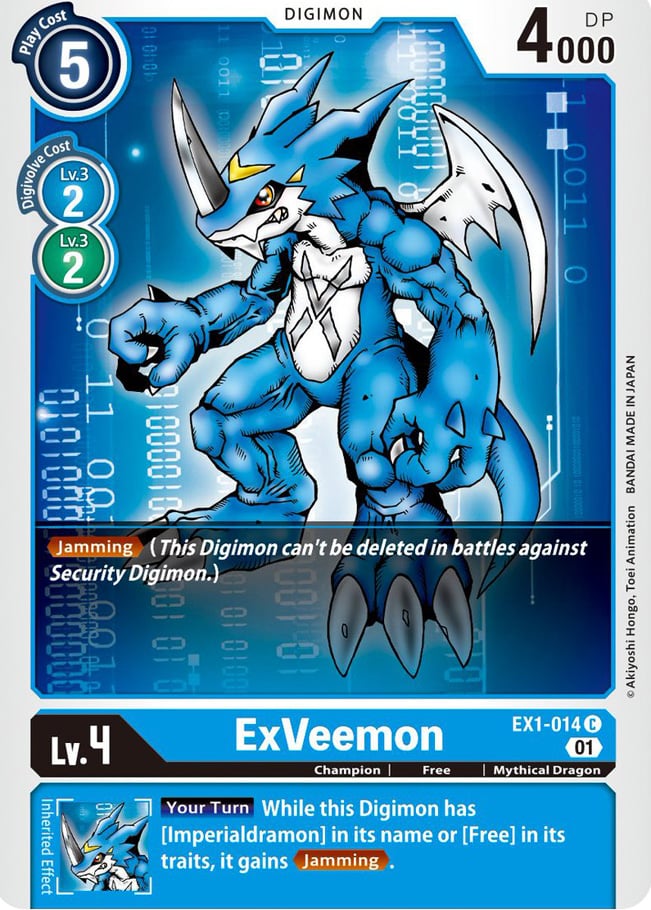 DIGIMON
Play Cost
5
DP
4000
Digivolve Cost
Lv.3
2
Lv.3
2
Jamming (This Digimon can't be deleted in battles against
Security Digimon.)
© Akiyoshi Hongo, Toei Animation BANDAI MADE IN JAPAN
Lv.4
ExVeemon
EX1-014 C
01
Champion | Free | Mythical Dragon
Inherited Effect
Your Turn While this Digimon has
[Imperialdramon] in its name or [Free] in its
traits, it gains Jamming.